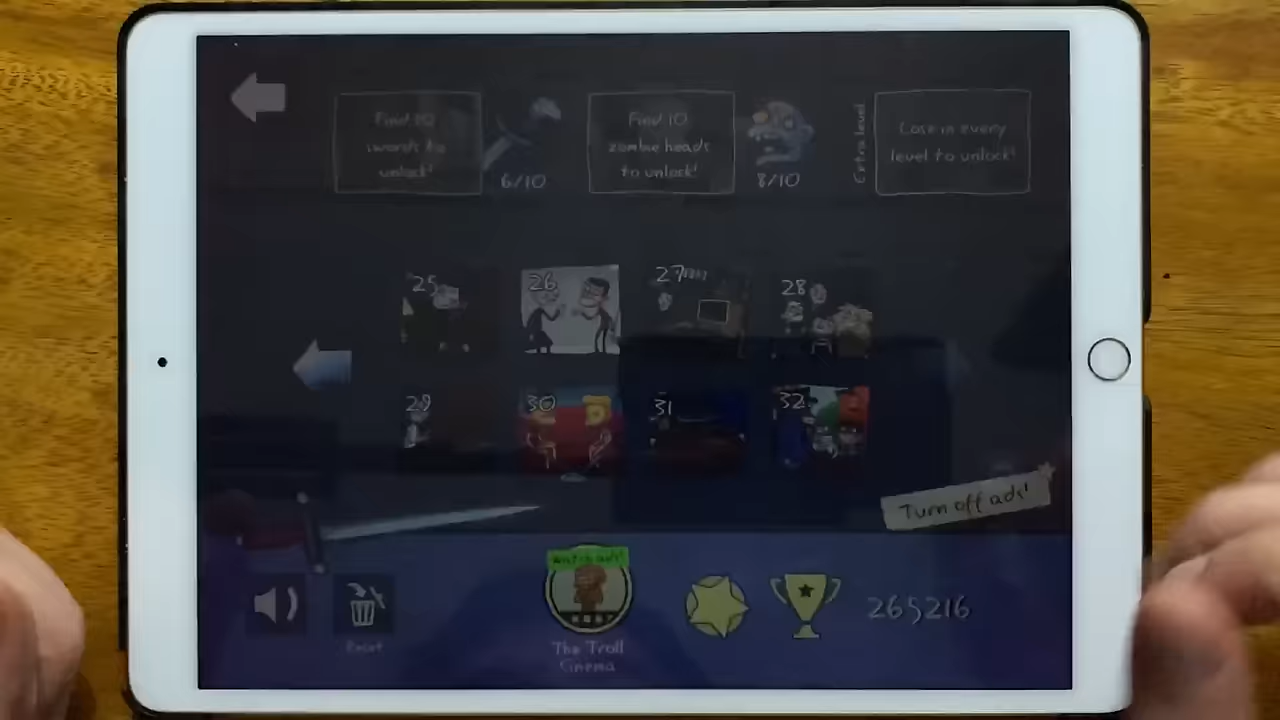 Find 10
swords to
unlock!
6/10
Find 10
zombie heads
to unlock!
8/10
Extra level
Lose in every
level to unlock!
25
26
27
28
29
30
31
32
Turn off ads!
Watch ads!
Reset
The Troll
Cinema
265216